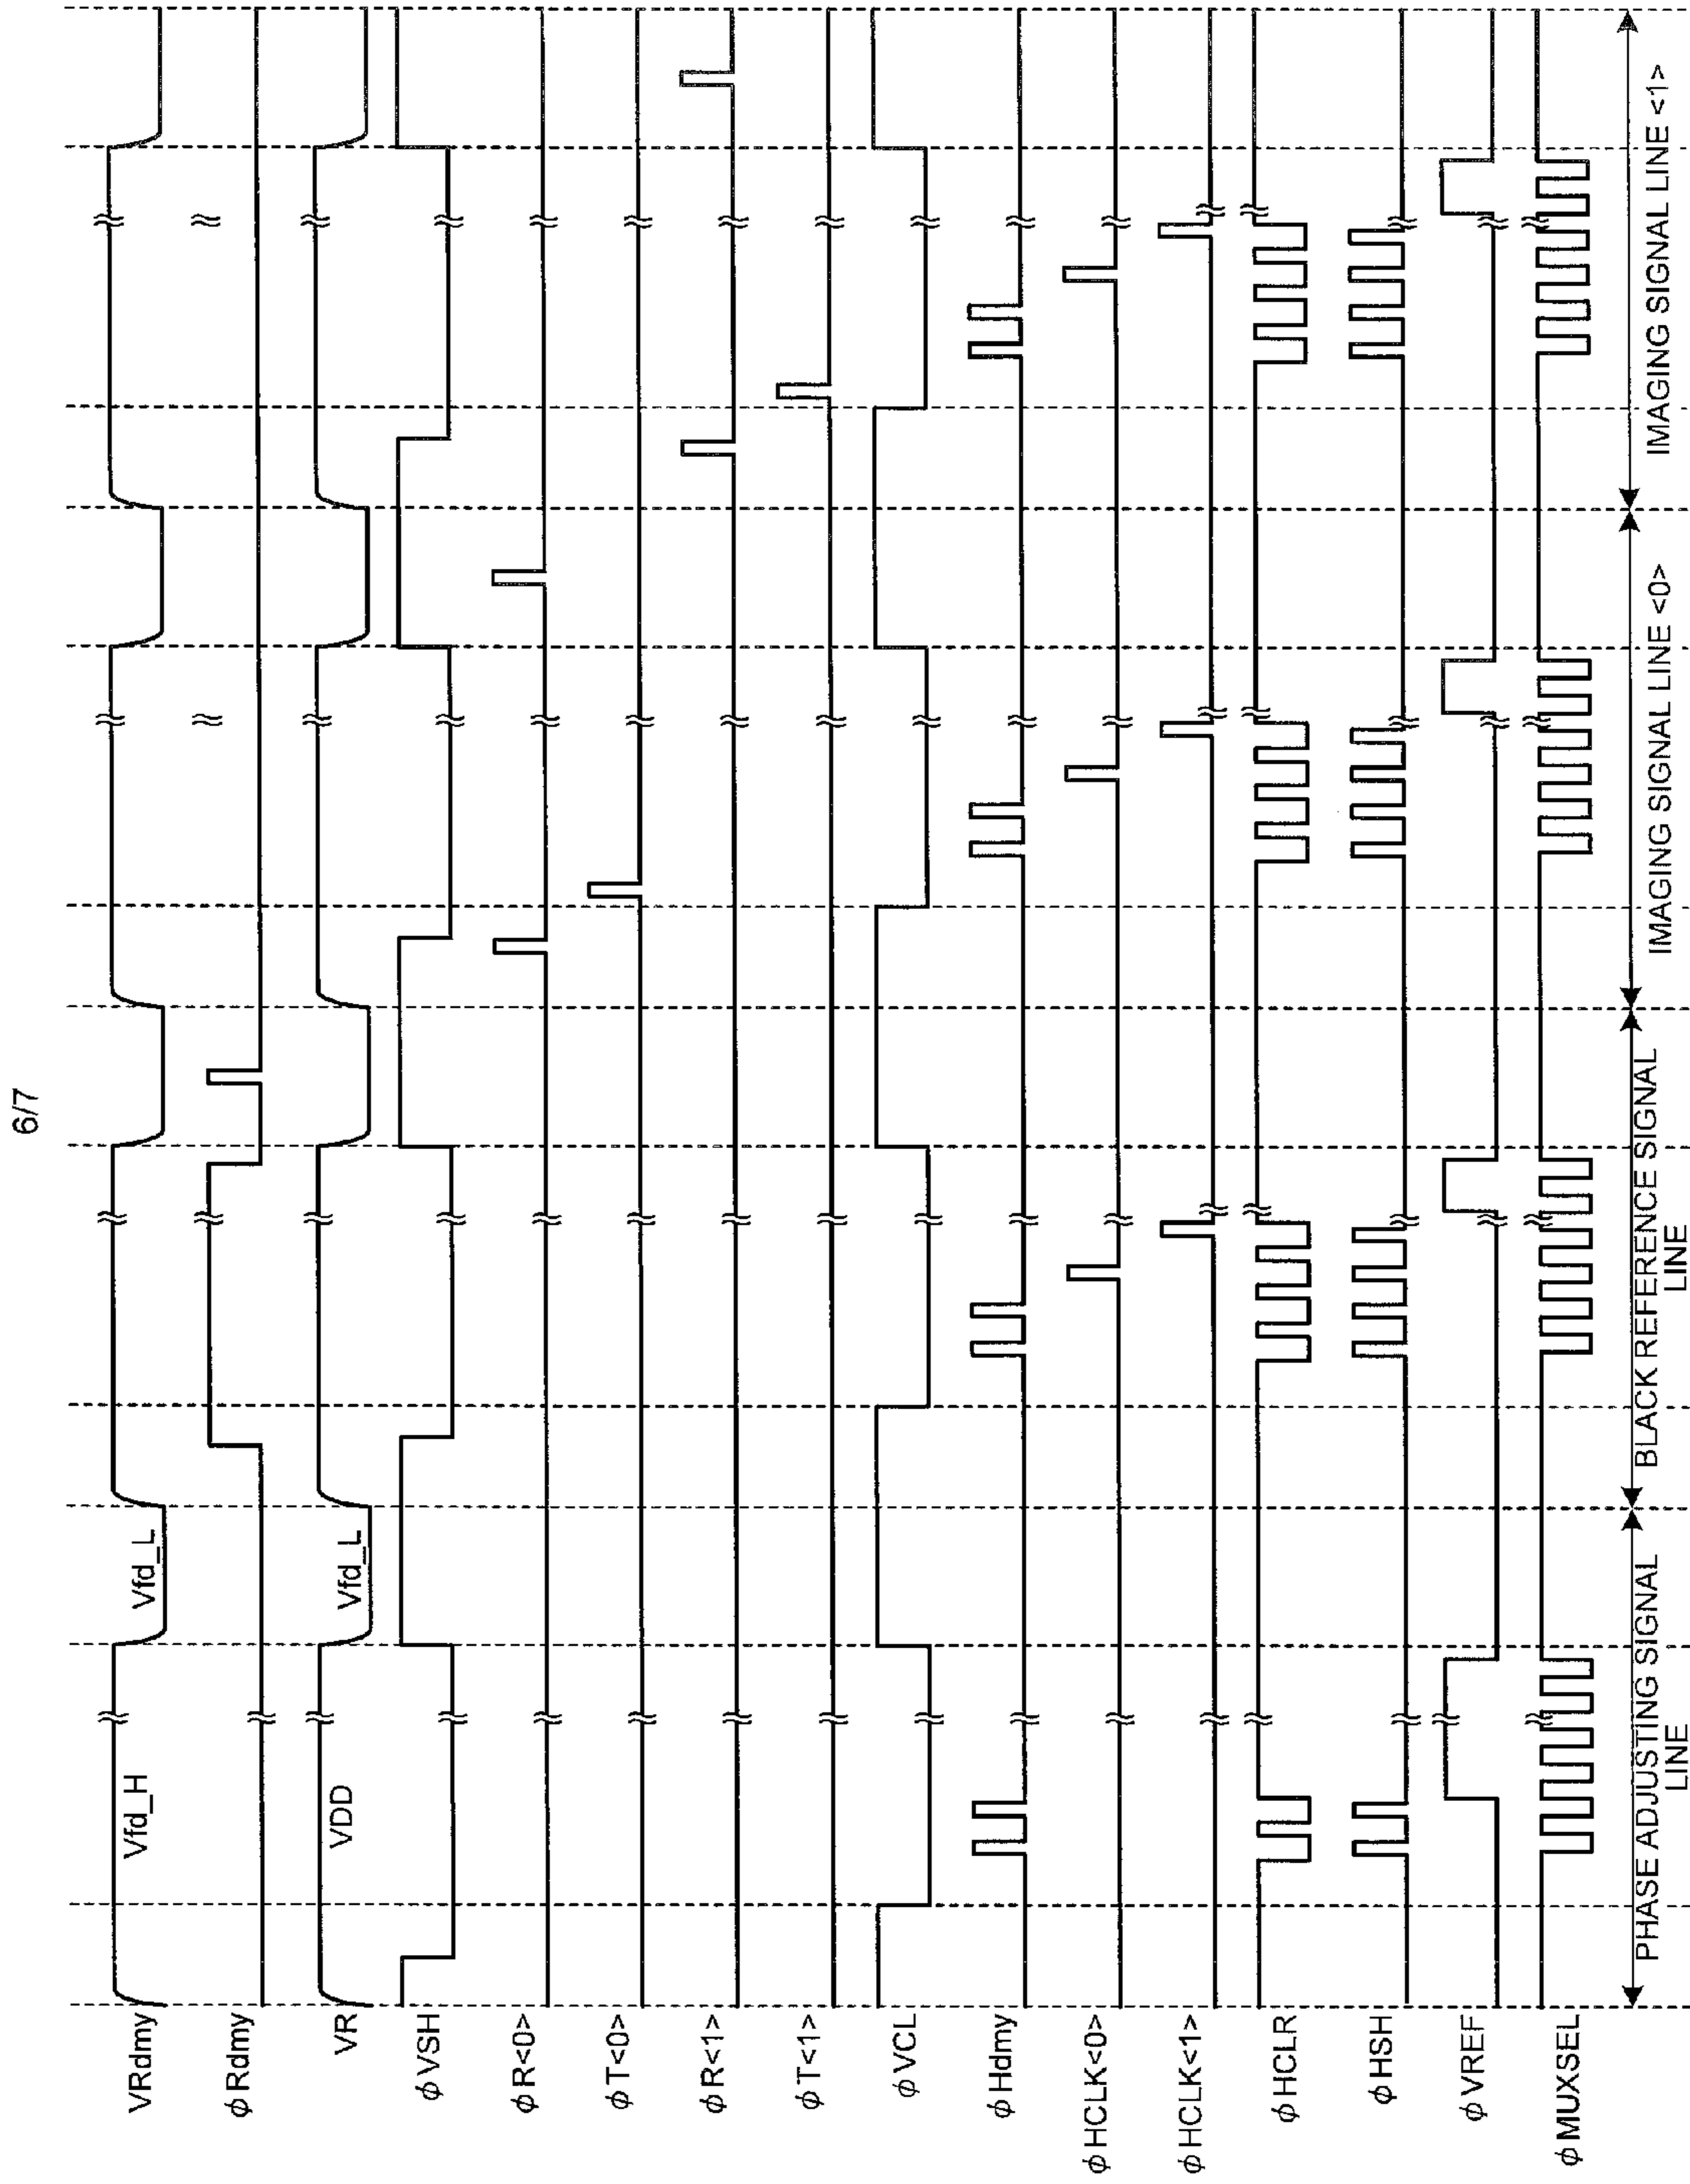 6/7
VRdmy
Vfd_H
Vfd_L
φRdmy
VR
VDD
Vfd_L
φVSH
φR<0>
φT<0>
φR<1>
φT<1>
φVCL
φHdmy
φHCLK<0>
φHCLK<1>
φHCLR
φHSH
φVREF
φMUXSEL
PHASE ADJUSTING SIGNAL
LINE
BLACK REFERENCE SIGNAL
LINE
IMAGING SIGNAL LINE <0>
IMAGING SIGNAL LINE <1>